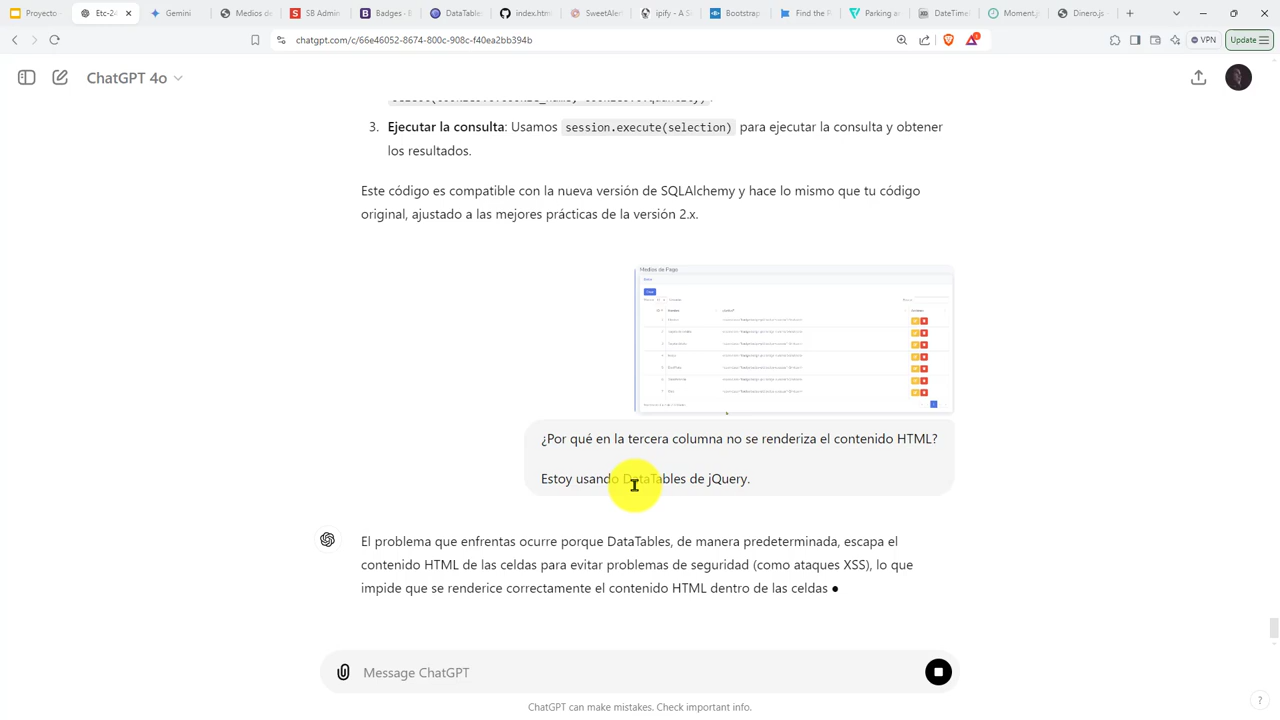 Proyecto
Etc-24
Gemini
Medios de
SB Admin
Badges - B
DataTable
index.htm
SweetAler
ipify - A S
Bootstrap
Find the P
Parking a
DateTime
Moment.j
Dinero.js
chatgpt.com/c/66e46052-8674-800c-908c-f40ea2bb394b
VPN
Update
ChatGPT 4o
3. Ejecutar la consulta: Usamos session.execute(selection) para ejecutar la consulta y obtener
los resultados.
Este código es compatible con la nueva versión de SQLAlchemy y hace lo mismo que tu código
original, ajustado a las mejores prácticas de la versión 2.x.
Medios de Pago
¿Por qué en la tercera columna no se renderiza el contenido HTML?
Estoy usando DataTables de jQuery.
El problema que enfrentas ocurre porque DataTables, de manera predeterminada, escapa el
contenido HTML de las celdas para evitar problemas de seguridad (como ataques XSS), lo que
impide que se renderice correctamente el contenido HTML dentro de las celdas
Message ChatGPT
ChatGPT can make mistakes. Check important info.
?